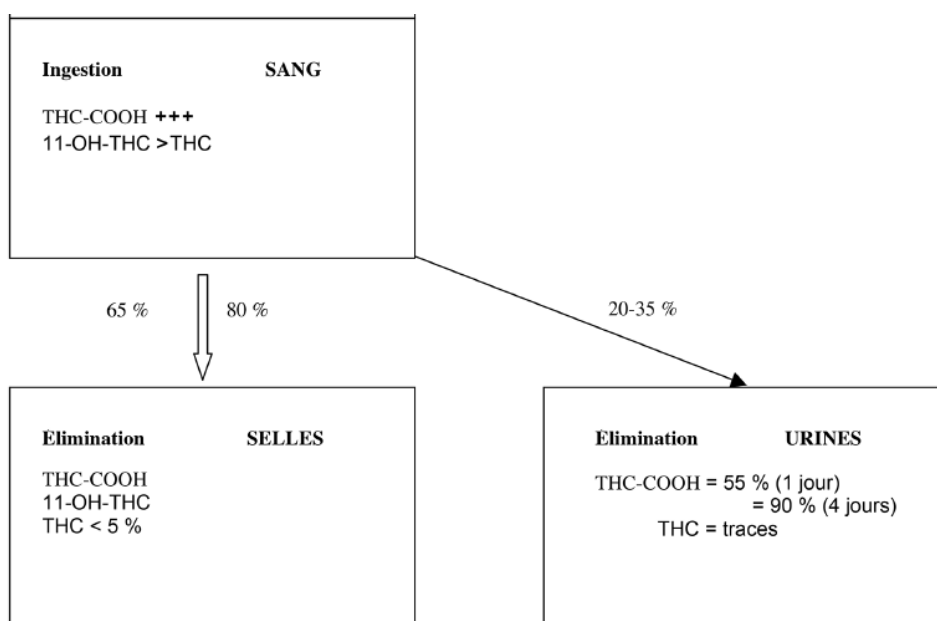 Ingestion SANG
THC-COOH +++
11-OH-THC >THC
65 % 80 %
20-35 %
Elimination SELLES
THC-COOH
11-OH-THC
THC < 5 %
Elimination URINES
THC-COOH = 55 % (1 jour)
= 90 % (4 jours)
THC = traces